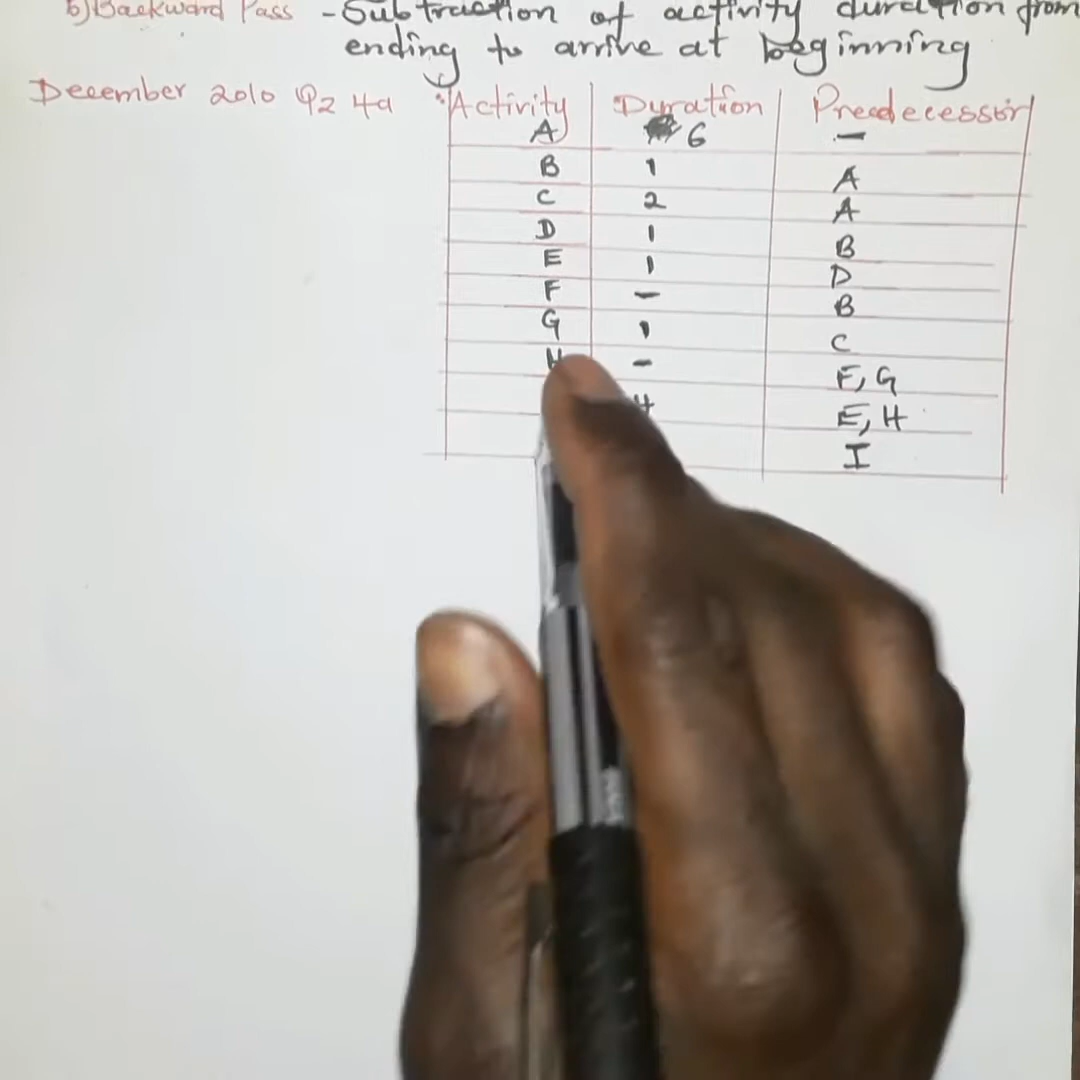 b) Backward Pass - Subtraction of activity duration from
ending to arrive at beginning
December 2010 Q2 4a
Activity Duration Predecessor
A 6 -
B 1 A
C 2 A
D 1 B
E 1 D
F - B
G 1 C
H - F, G
4 E, H
I